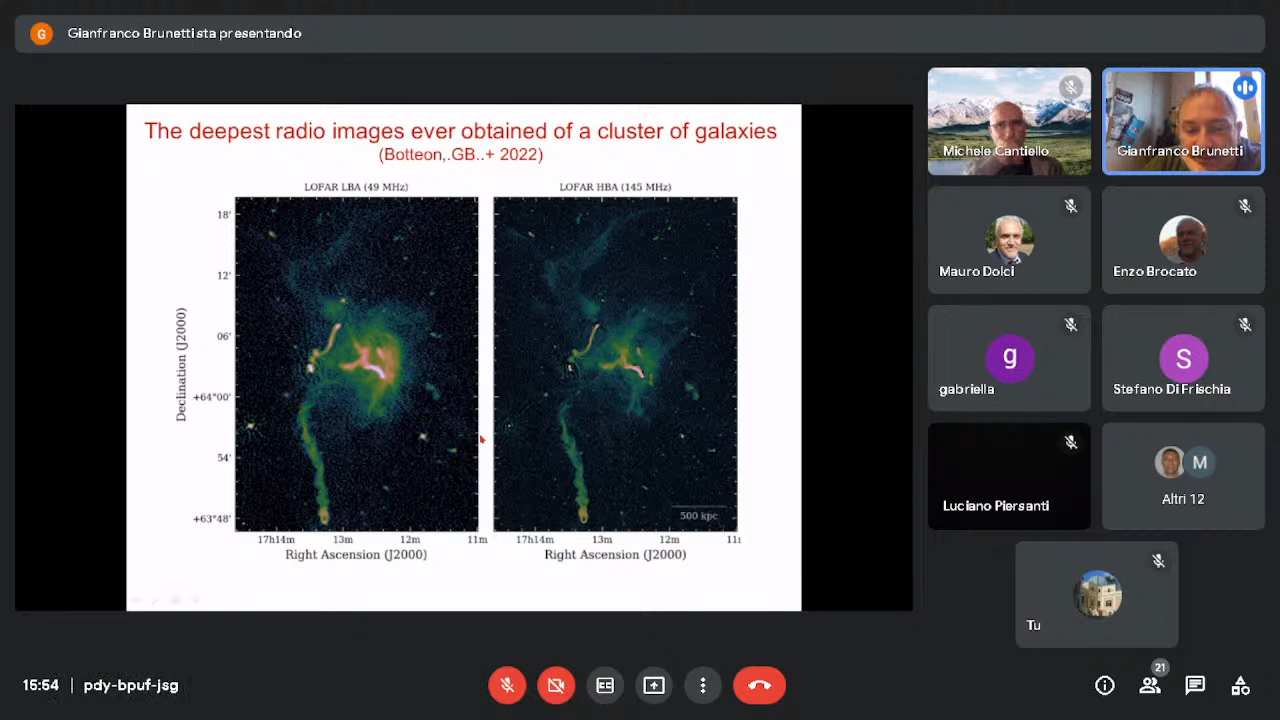 G
Gianfranco Brunetti sta presentando
The deepest radio images ever obtained of a cluster of galaxies
(Botteon,.GB..+ 2022)
LOFAR LBA (49 MHz)
LOFAR HBA (145 MHz)
Declination (J2000)
18'
12'
06'
+64°00'
54'
+63°48'
500 kpc
17h14m 13m 12m 11m
17h14m 13m 12m 11
Right Ascension (J2000)
Right Ascension (J2000)
Michele Cantiello
Gianfranco Brunetti
Mauro Dolci
Enzo Brocato
g
gabriella
S
Stefano Di Frischia
Luciano Piersanti
M
Altri 12
Tu
15:54 | pdy-bpuf-jsg
21